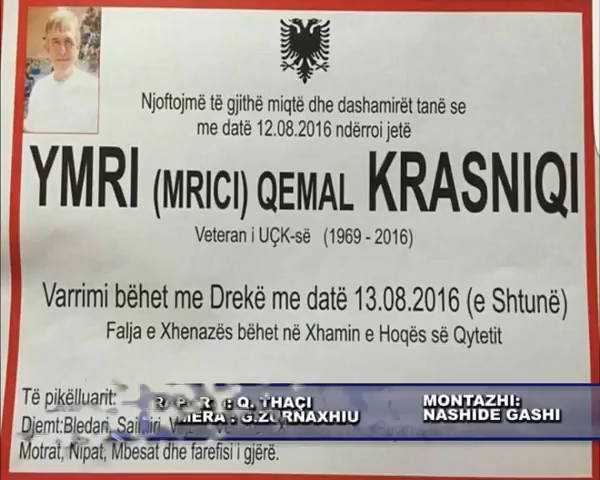 Njoftojmë të gjithë miqtë dhe dashamirët tanë se
me datë 12.08.2016 ndërroi jetë
YMRI (MRICI) QEMAL KRASNIQI
Veteran i UÇK-së (1969 - 2016)
Varrimi bëhet me Drekë me datë 13.08.2016 (e Shtunë)
Falja e Xhenazës bëhet në Xhamin e Hoqës së Qytetit
Të pikëlluarit:
Djemt:Bledari,
Motrat, Nipat, Mbesat dhe farefisi i gjerë.
: Q. THAÇI
: G.ZURNAXHIU
MONTAZHI:
NASHIDE GASHI